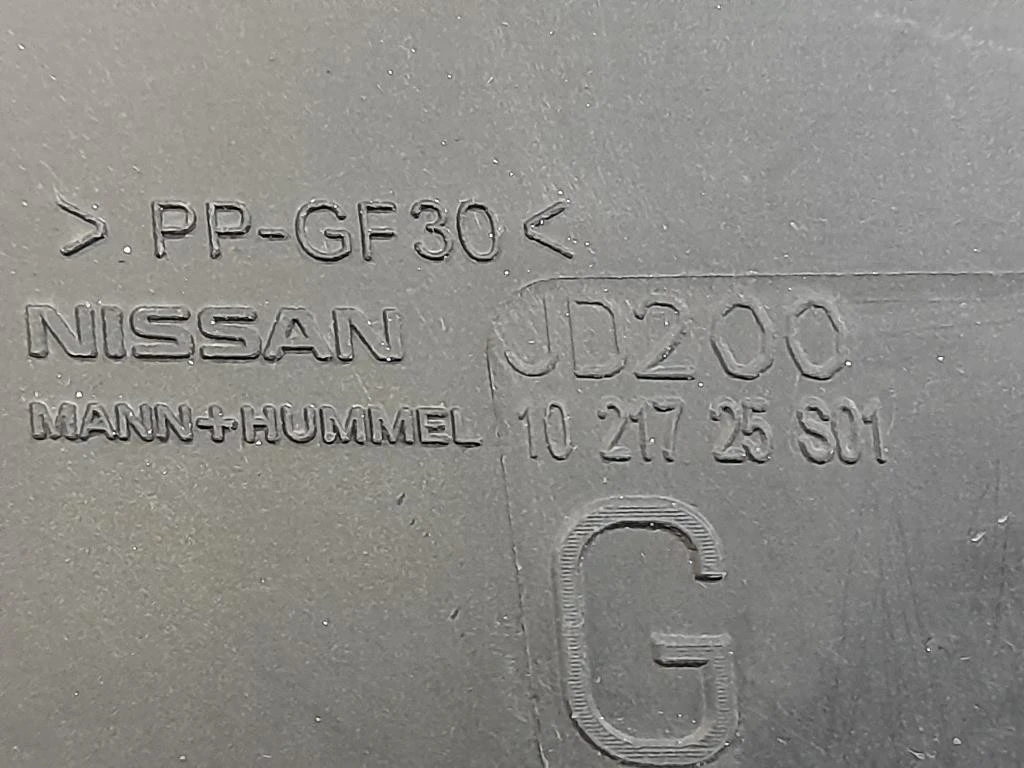 > PP-GF30 <
NISSAN JD200
MANN+HUMMEL 10 217 25 S01
G